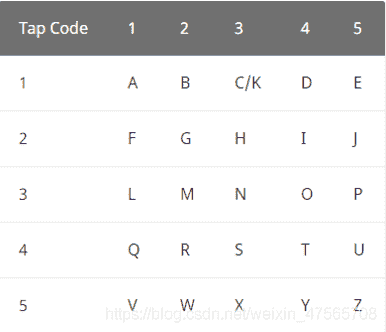 Tap Code 1 2 3 4 5
1 A B C/K D E
2 F G H I J
3 L M N O P
4 Q R S T U
5 V W X Y Z
https://blog.csdn.net/weixin_47565708